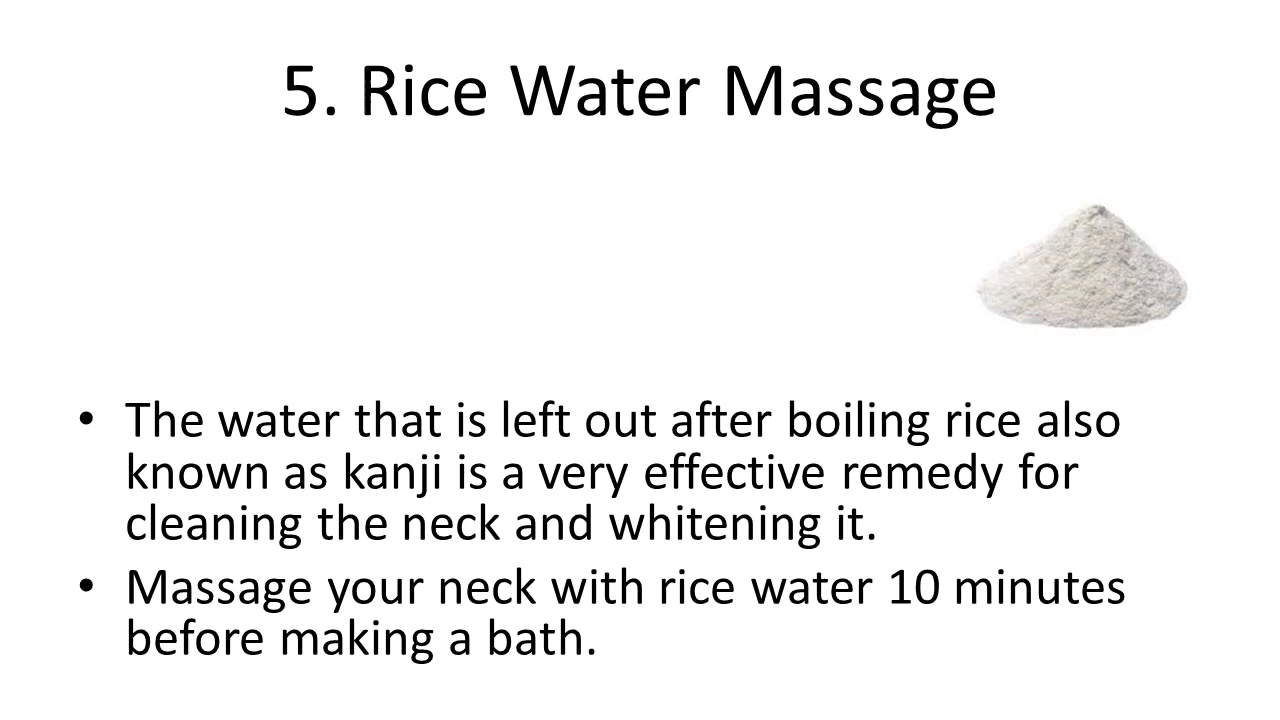 5. Rice Water Massage
• The water that is left out after boiling rice also
known as kanji is a very effective remedy for
cleaning the neck and whitening it.
• Massage your neck with rice water 10 minutes
before making a bath.